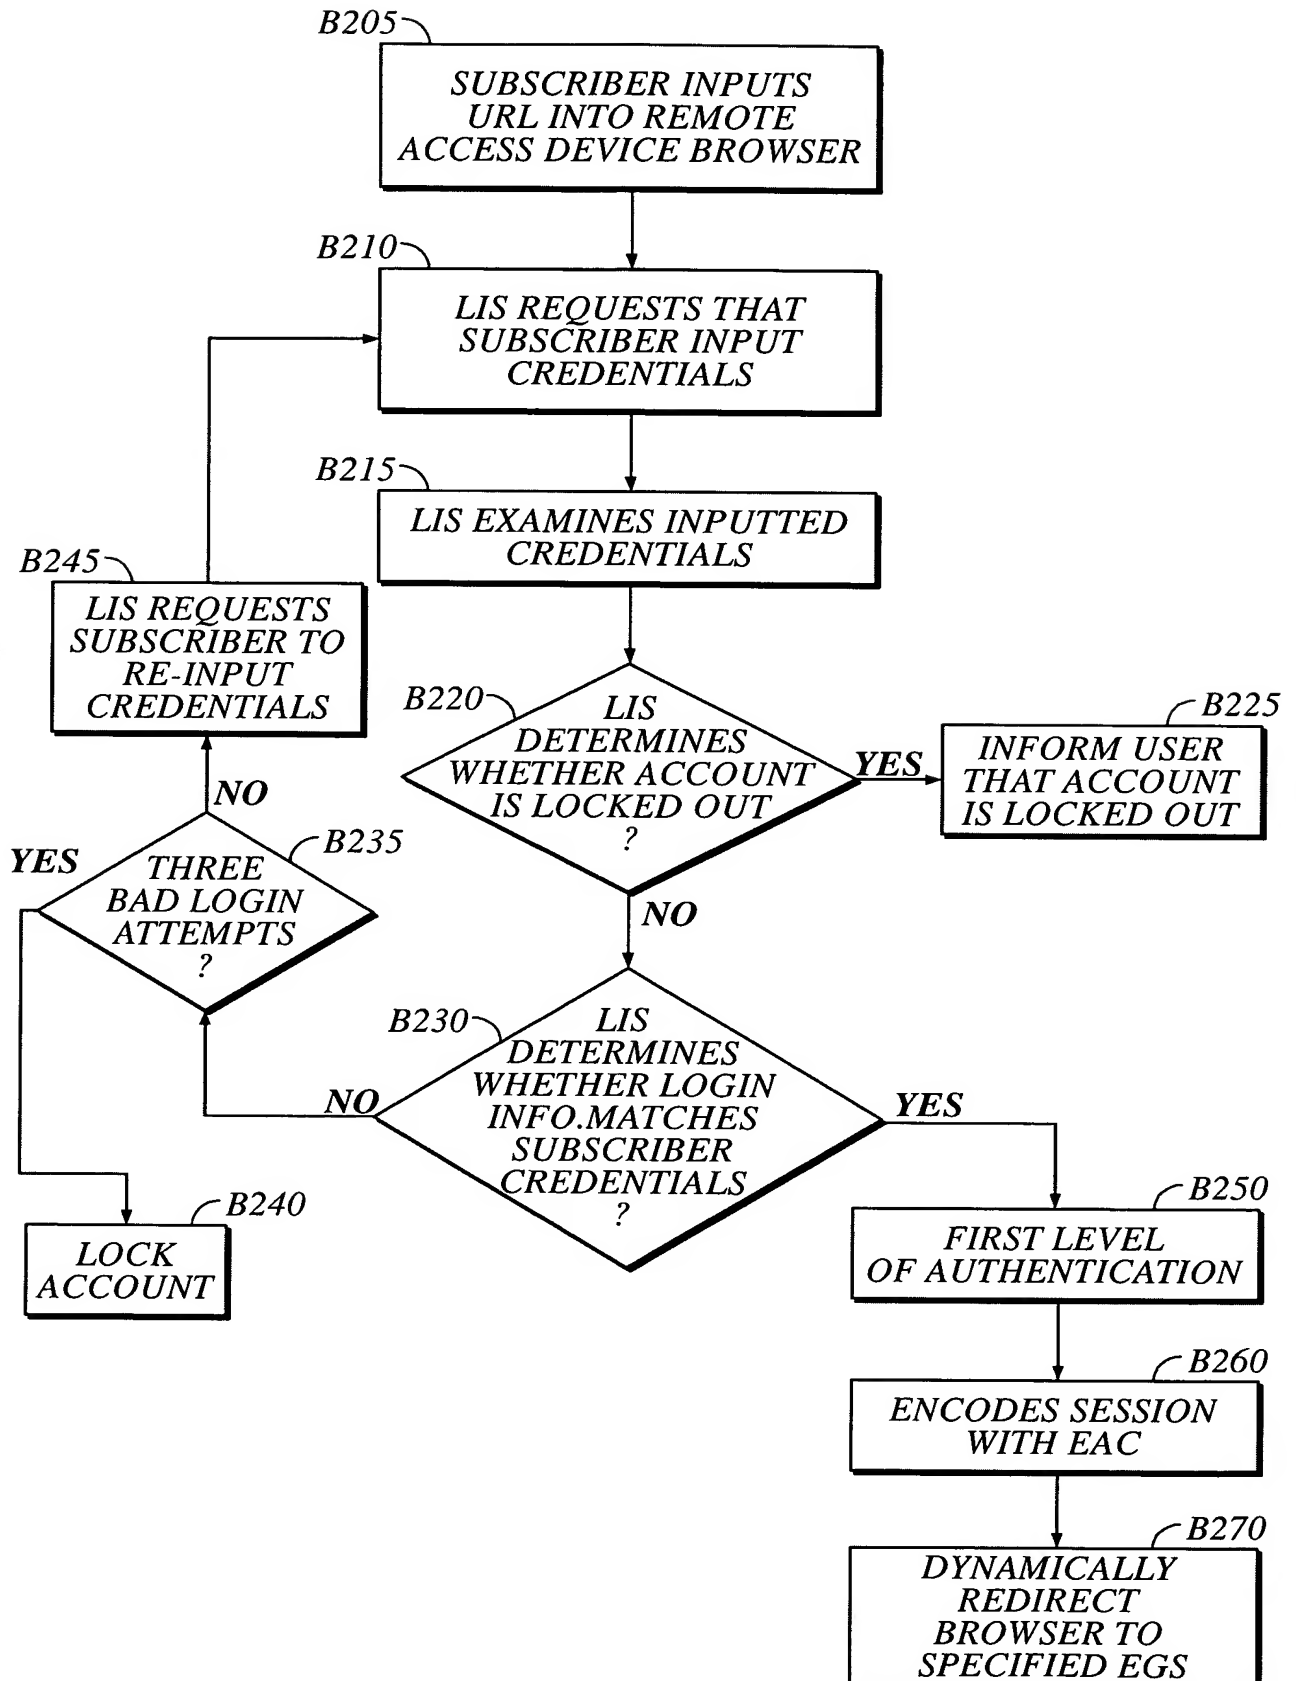 B205
SUBSCRIBER INPUTS
URL INTO REMOTE
ACCESS DEVICE BROWSER
B210
LIS REQUESTS THAT
SUBSCRIBER INPUT
CREDENTIALS
B215
LIS EXAMINES INPUTTED
CREDENTIALS
B245
LIS REQUESTS
SUBSCRIBER TO
RE-INPUT
CREDENTIALS
B220
LIS
DETERMINES
WHETHER ACCOUNT
IS LOCKED OUT
?
YES
B225
INFORM USER
THAT ACCOUNT
IS LOCKED OUT
NO
NO
YES
B235
THREE
BAD LOGIN
ATTEMPTS
?
B230
LIS
DETERMINES
WHETHER LOGIN
INFO.MATCHES
SUBSCRIBER
CREDENTIALS
?
NO
YES
B240
LOCK
ACCOUNT
B250
FIRST LEVEL
OF AUTHENTICATION
B260
ENCODES SESSION
WITH EAC
B270
DYNAMICALLY
REDIRECT
BROWSER TO
SPECIFIED EGS